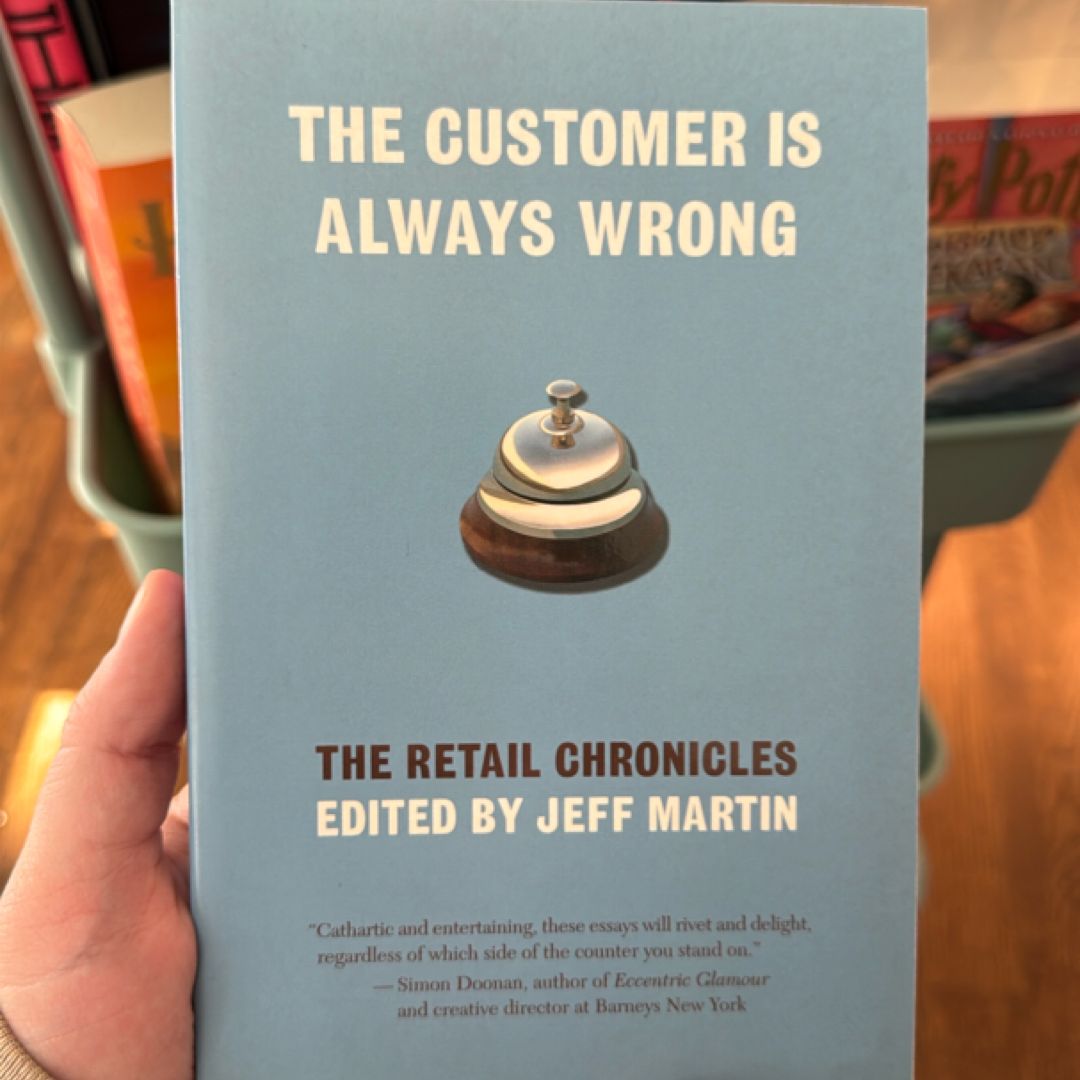 THE CUSTOMER IS
ALWAYS WRONG
THE RETAIL CHRONICLES
EDITED BY JEFF MARTIN
“Cathartic and entertaining, these essays will rivet and delight,
regardless of which side of the counter you stand on.”
— Simon Doonan, author of Eccentric Glamour
and creative director at Barneys New York